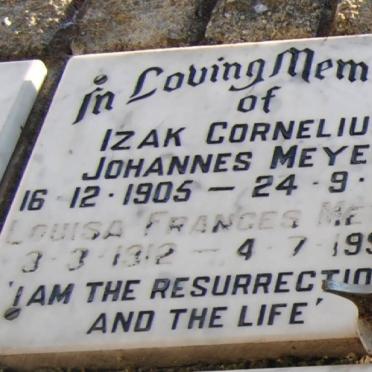 In Loving Mem
of
IZAK CORNELIU
JOHANNES MEYE
16·12·1905 — 24·9·
LOUISA FRANCES ME
3·3·1912 — 4·7·199
'I AM THE RESURRECTIO
AND THE LIFE'